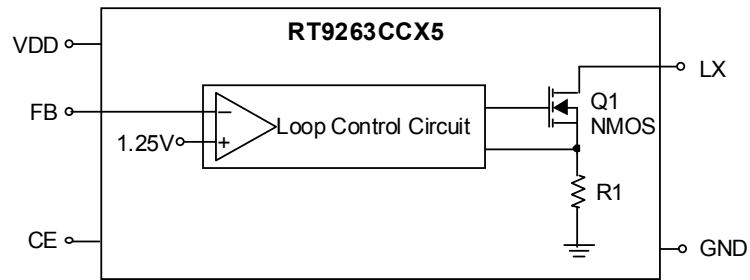 RT9263CCX5
VDD
LX
FB
−
Q1
NMOS
1.25V
+
Loop Control Circuit
R1
CE
GND